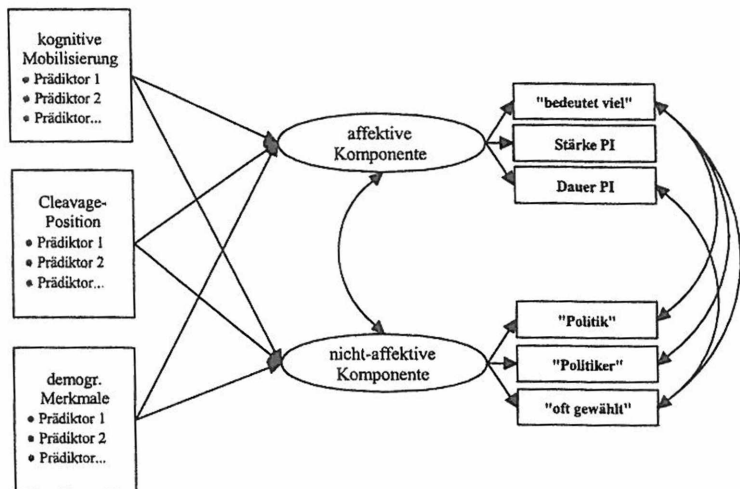 kognitive
Mobilisierung
• Prädiktor 1
• Prädiktor 2
• Prädiktor...
Cleavage-
Position
• Prädiktor 1
• Prädiktor 2
• Prädiktor...
demogr.
Merkmale
• Prädiktor 1
• Prädiktor 2
• Prädiktor...
affektive
Komponente
nicht-affektive
Komponente
"bedeutet viel"
Stärke PI
Dauer PI
"Politik"
"Politiker"
"oft gewählt"